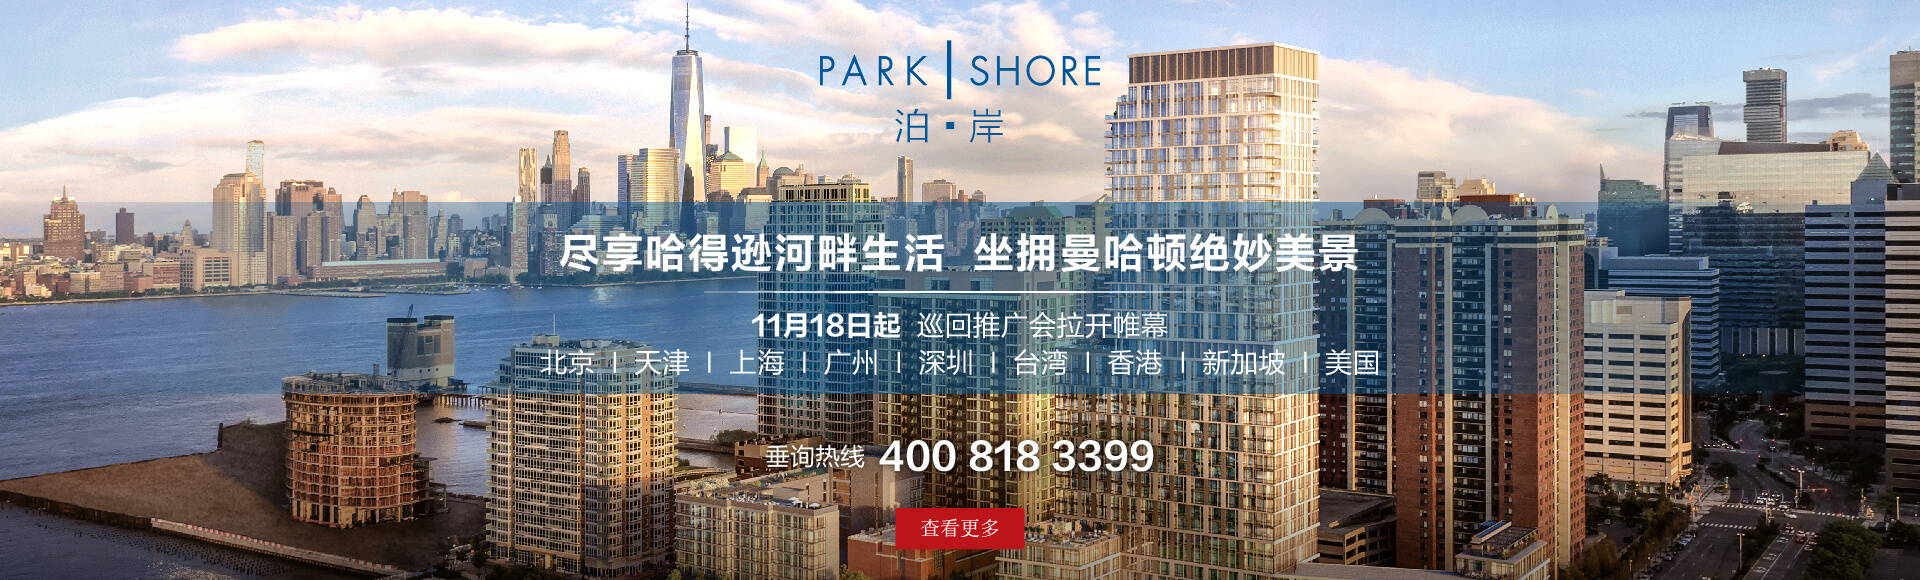 PARK | SHORE
泊·岸
尽享哈得逊河畔生活 坐拥曼哈顿绝妙美景
11月18日起 巡回推广会拉开帷幕
北京 | 天津 | 上海 | 广州 | 深圳 | 台湾 | 香港 | 新加坡 | 美国
垂询热线 400 818 3399
查看更多